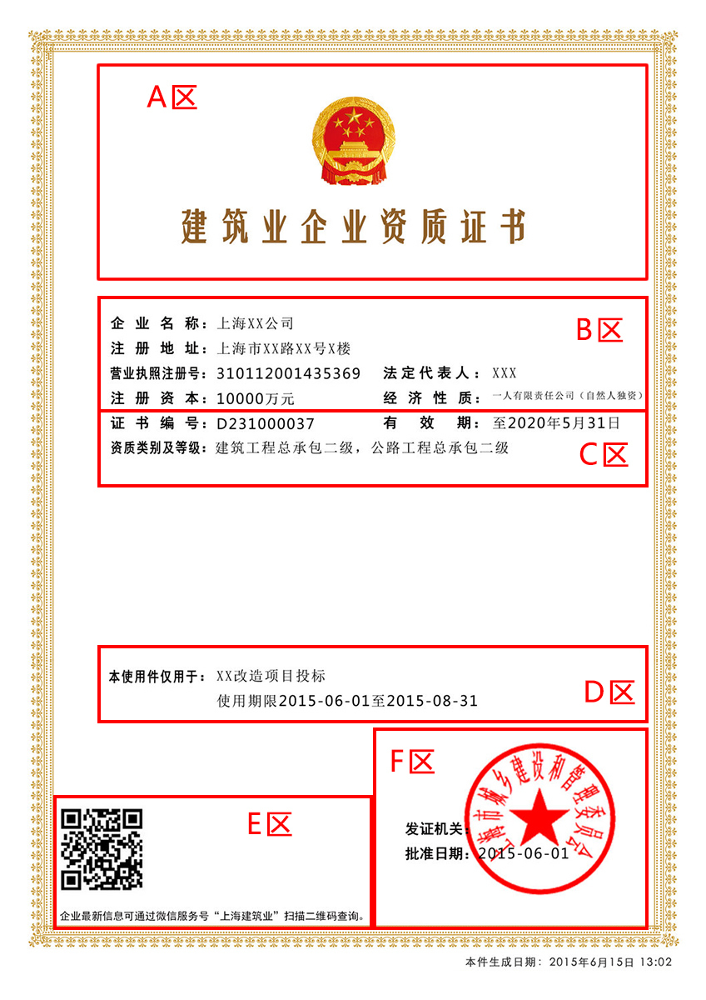 A区
建筑业企业资质证书
企业名称：上海XX公司
B区
注册地址：上海市XX路XX号X楼
营业执照注册号：310112001435369 法定代表人：XXX
注册资本：10000万元 经济性质：一人有限责任公司（自然人独资）
证书编号：D231000037 有效期：至2020年5月31日
资质类别及等级：建筑工程总承包二级，公路工程总承包二级
C区
本使用件仅用于：XX改造项目投标
使用期限2015-06-01至2015-08-31
D区
F区
上海市城乡建设和管理委员会
E区
发证机关：
批准日期：2015-06-01
企业最新信息可通过微信服务号“上海建筑业”扫描二维码查询。
本件生成日期：2015年6月15日 13:02